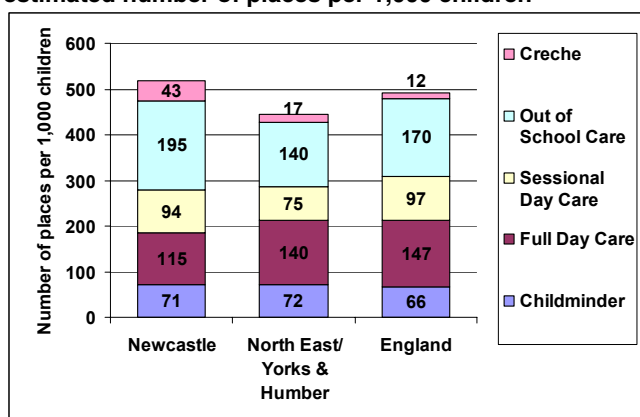 estimated number of places per 1,000 children
Number of places per 1,000 children
600
500
400
300
200
100
0
43
195
94
115
71
17
140
75
140
72
12
170
97
147
66
Newcastle
North East/
Yorks &
Humber
England
Creche
Out of
School Care
Sessional
Day Care
Full Day Care
Childminder